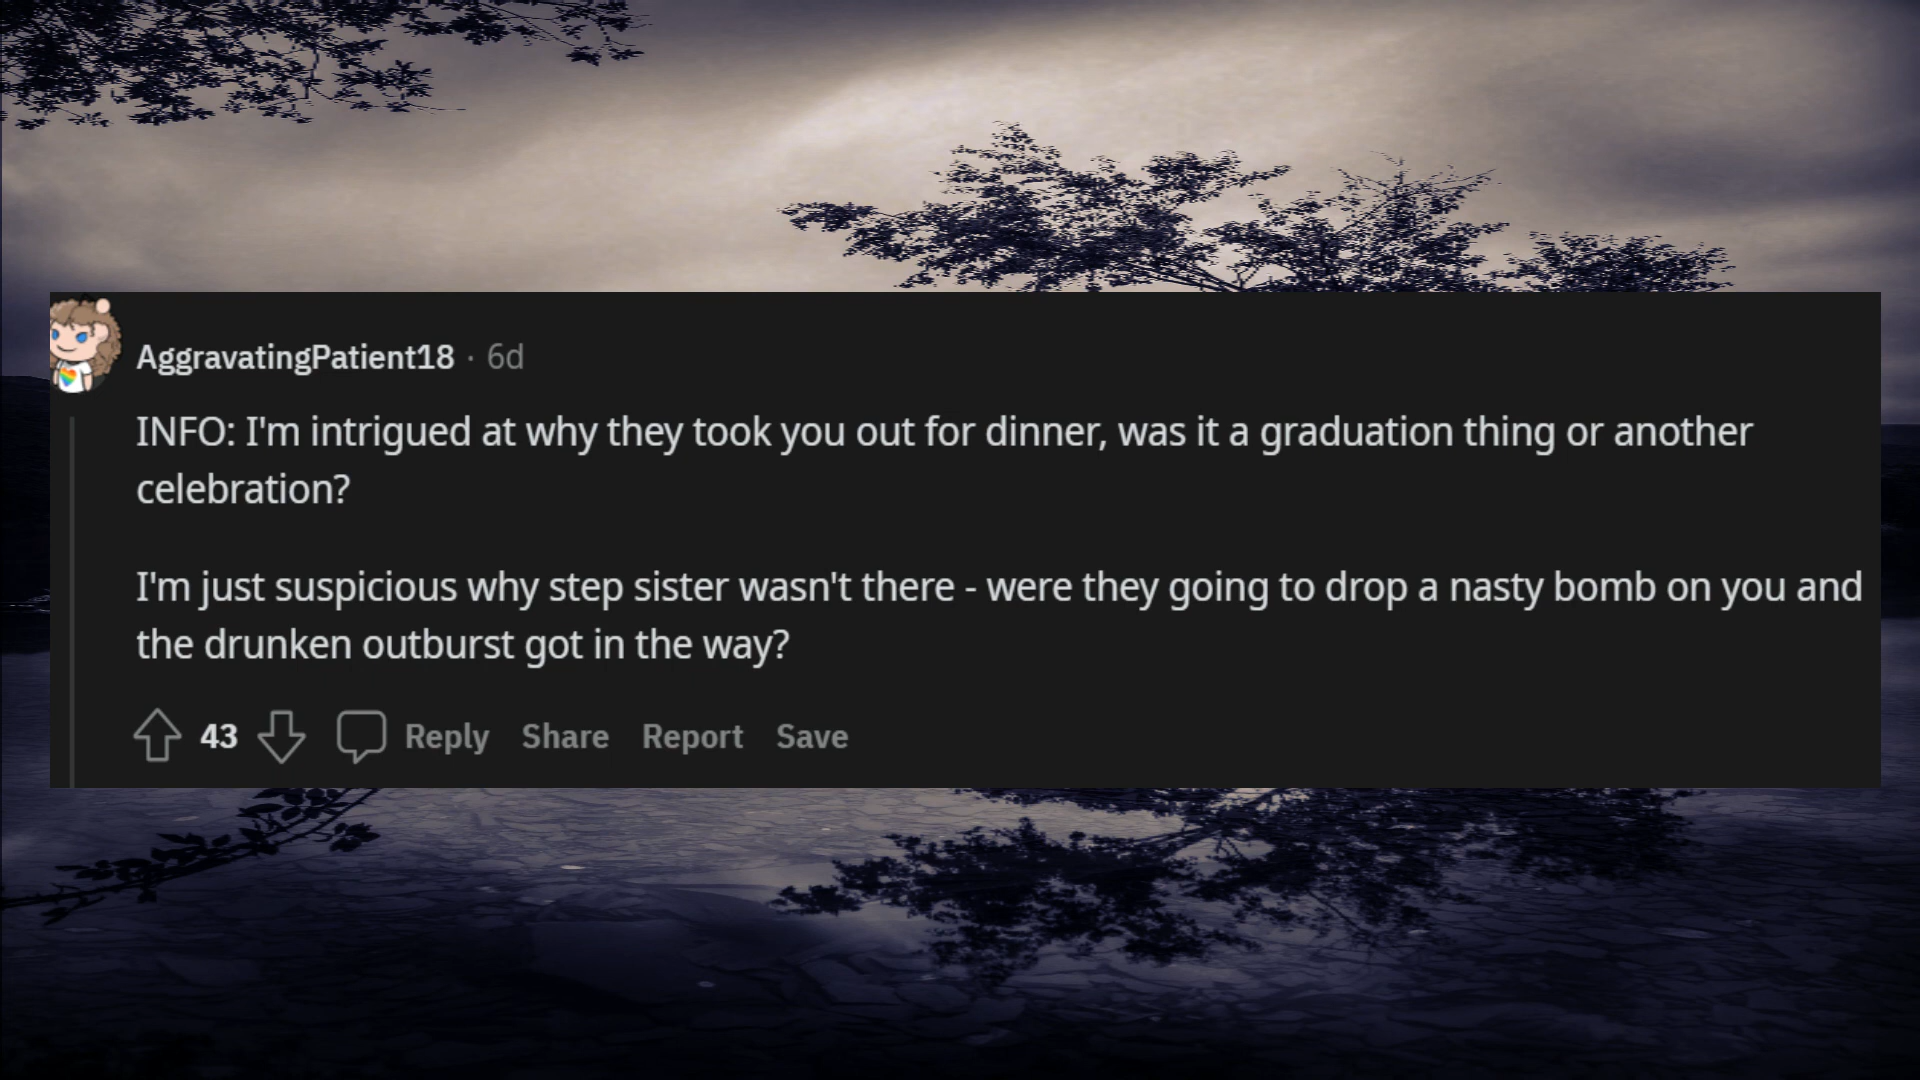 AggravatingPatient18 · 6d
INFO: I'm intrigued at why they took you out for dinner, was it a graduation thing or another
celebration?
I'm just suspicious why step sister wasn't there - were they going to drop a nasty bomb on you and
the drunken outburst got in the way?
43 Reply Share Report Save